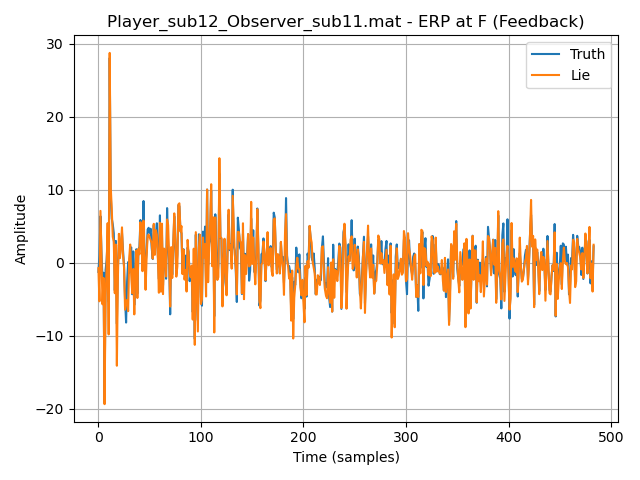 Player_sub12_Observer_sub11.mat - ERP at F (Feedback)
Truth
Lie
Amplitude
30
20
10
0
−10
−20
0
100
200
300
400
500
Time (samples)